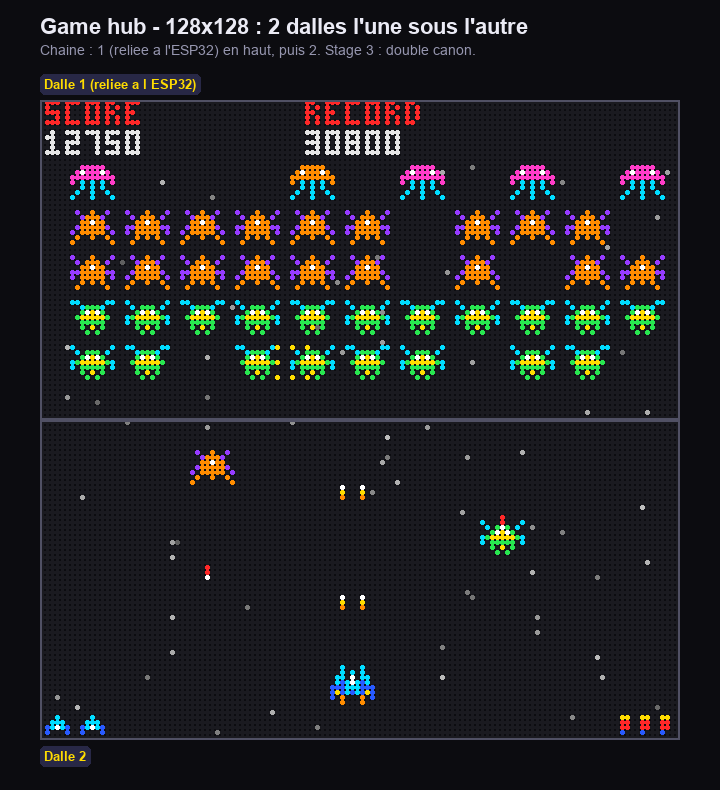 Game hub - 128x128 : 2 dalles l'une sous l'autre
Chaine : 1 (reliee a l'ESP32) en haut, puis 2. Stage 3 : double canon.
Dalle 1 (reliee a l ESP32)
SCORE RECORD
12750 30800
Dalle 2